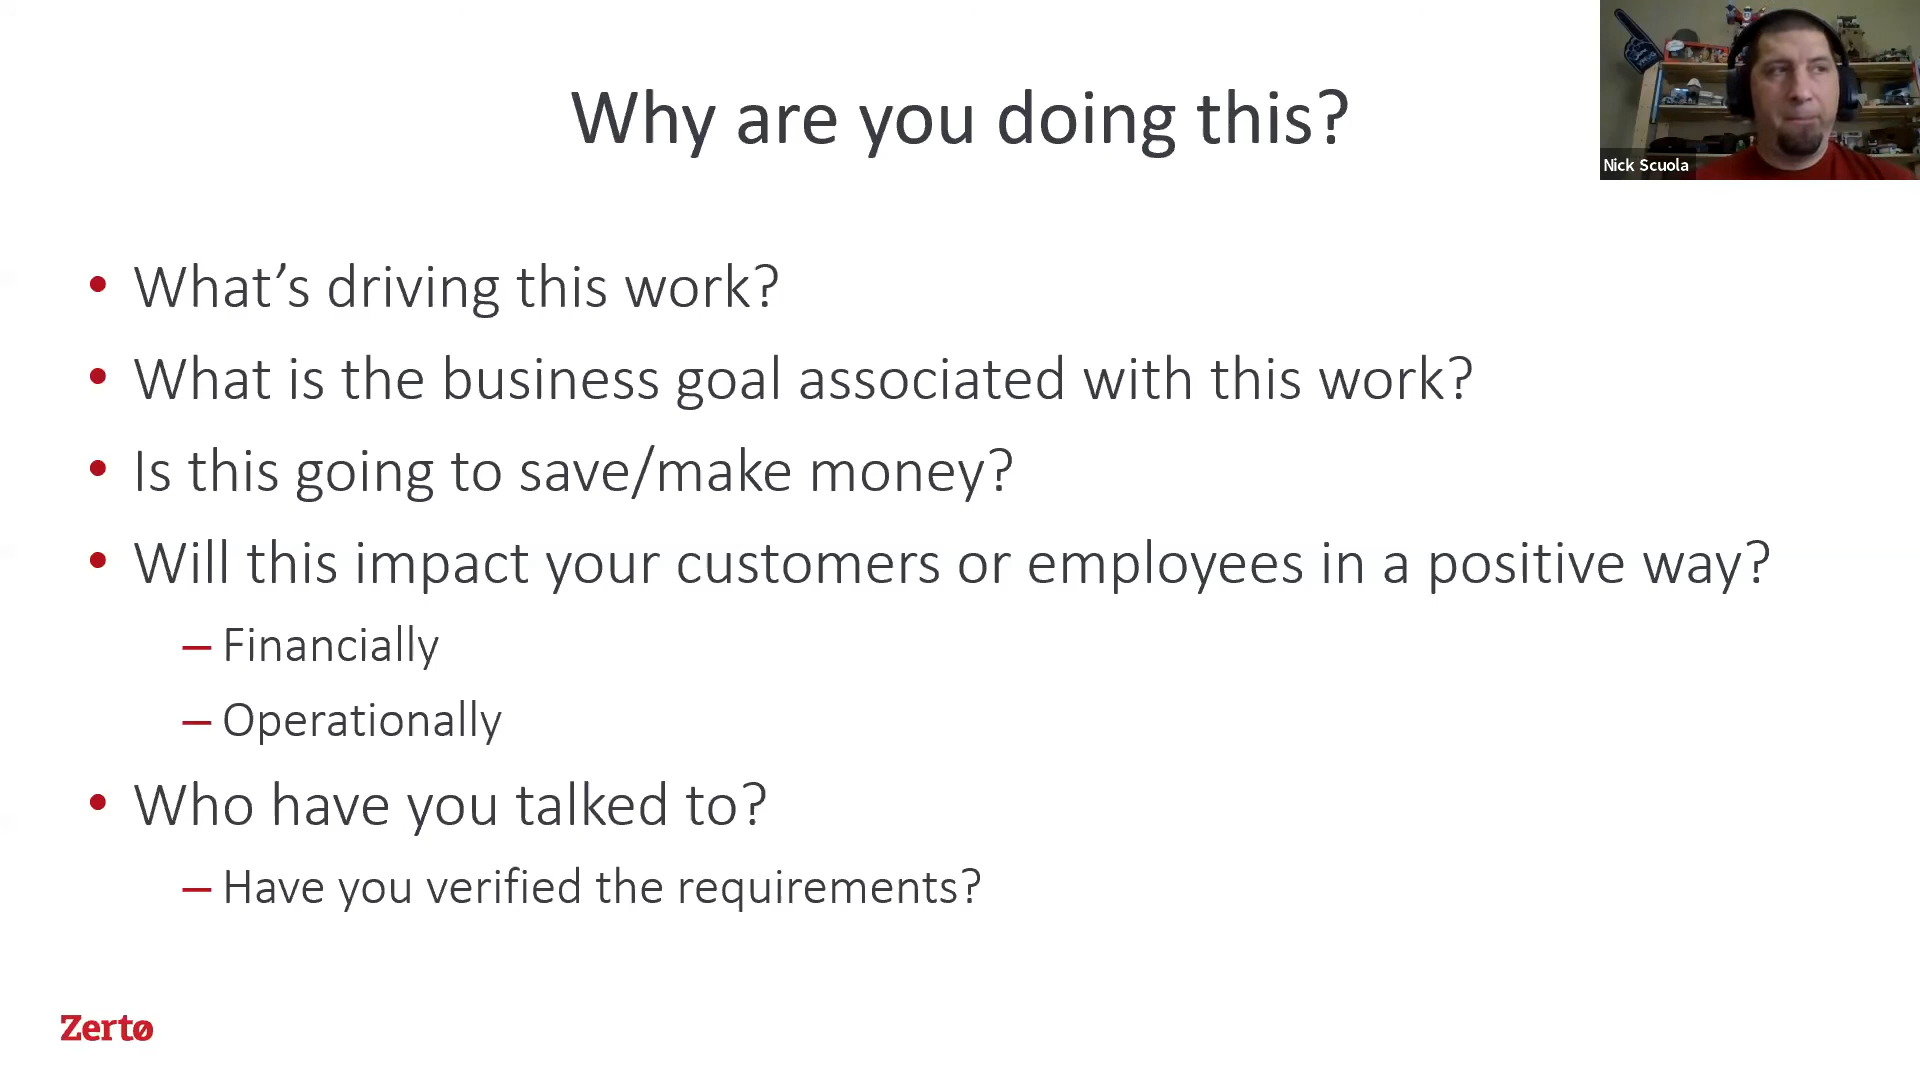 Why are you doing this?
Nick Scuola
• What’s driving this work?
• What is the business goal associated with this work?
• Is this going to save/make money?
• Will this impact your customers or employees in a positive way?
– Financially
– Operationally
• Who have you talked to?
– Have you verified the requirements?
Zertø